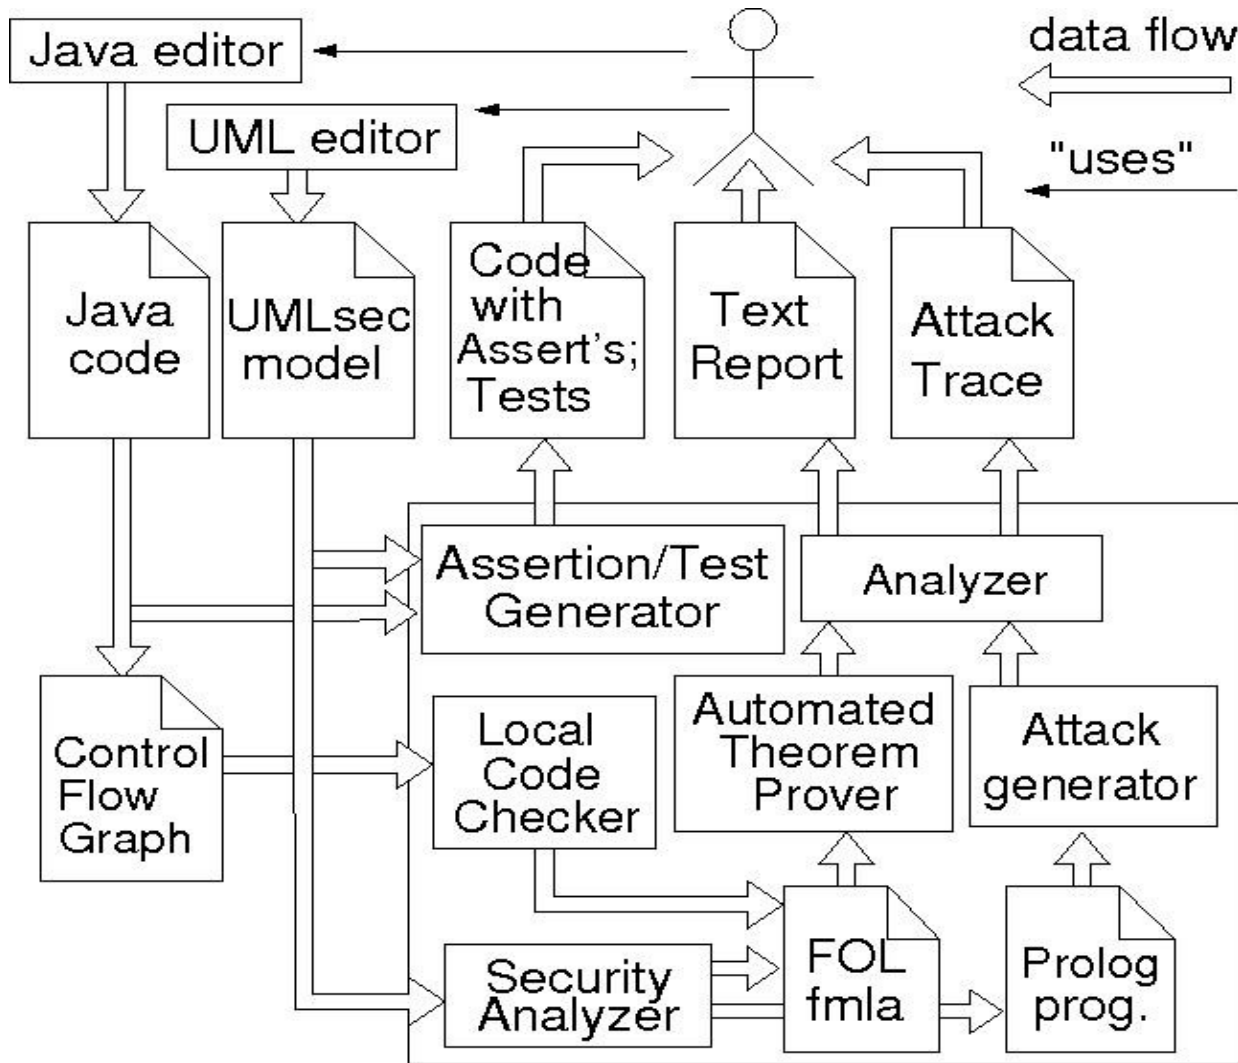 Java editor
data flow
UML editor
"uses"
Java
code
UMLsec
model
Code
with
Assert's;
Tests
Text
Report
Attack
Trace
Assertion/Test
Generator
Analyzer
Control
Flow
Graph
Local
Code
Checker
Automated
Theorem
Prover
Attack
generator
Security
Analyzer
FOL
fmla
Prolog
prog.